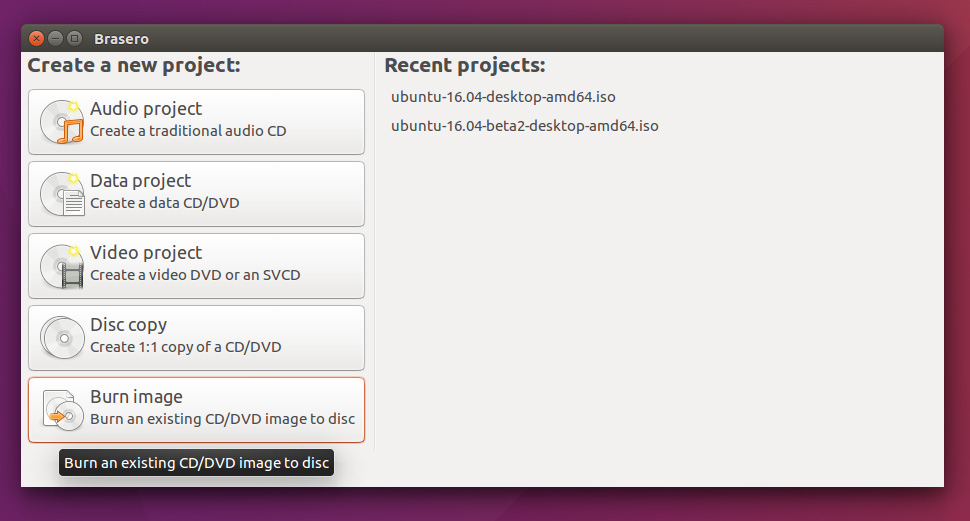 Brasero
Create a new project:
Audio project
Create a traditional audio CD
Data project
Create a data CD/DVD
Video project
Create a video DVD or an SVCD
Disc copy
Create 1:1 copy of a CD/DVD
Burn image
Burn an existing CD/DVD image to disc
Burn an existing CD/DVD image to disc
Recent projects:
ubuntu-16.04-desktop-amd64.iso
ubuntu-16.04-beta2-desktop-amd64.iso